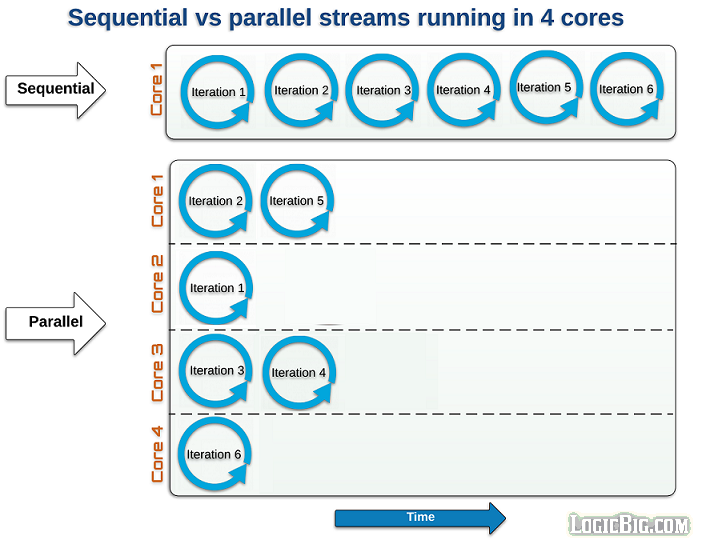 Sequential vs parallel streams running in 4 cores
Sequential
Core 1
Iteration 1
Iteration 2
Iteration 3
Iteration 4
Iteration 5
Iteration 6
Parallel
Core 1
Iteration 2
Iteration 5
Core 2
Iteration 1
Core 3
Iteration 3
Iteration 4
Core 4
Iteration 6
Time
LogicBig.com